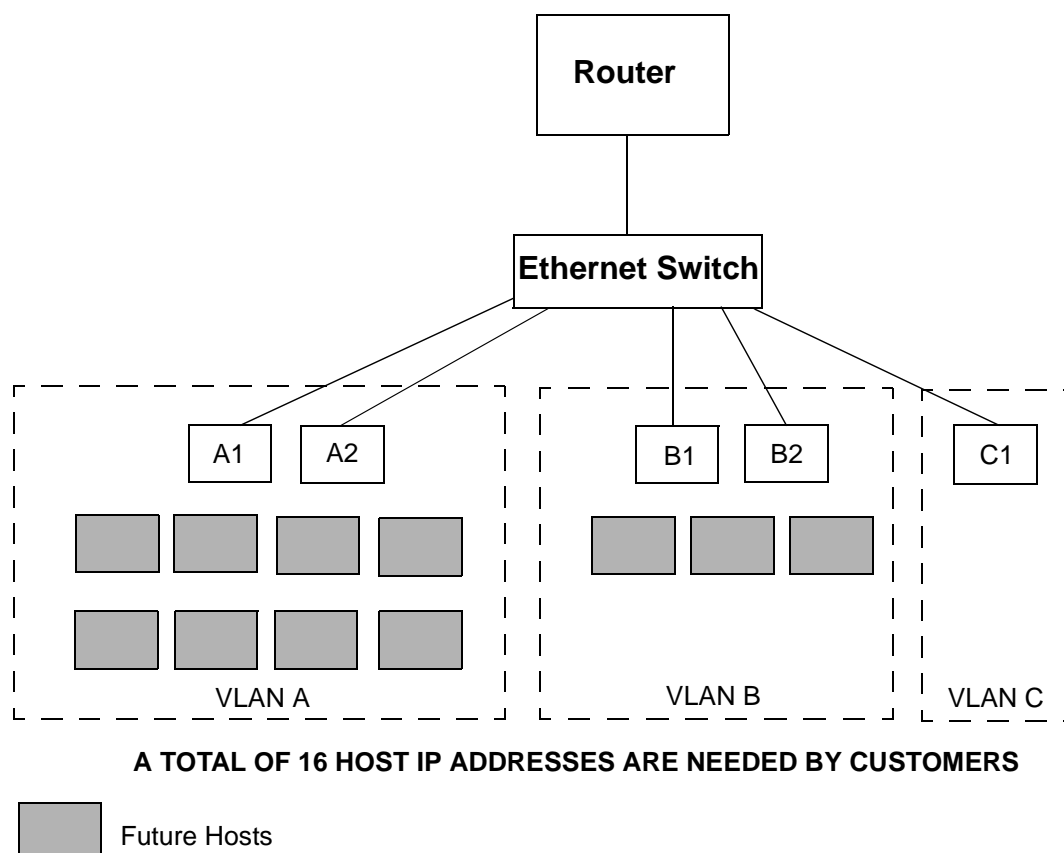 Router
Ethernet Switch
A1
A2
B1
B2
C1
VLAN A
VLAN B
VLAN C
A TOTAL OF 16 HOST IP ADDRESSES ARE NEEDED BY CUSTOMERS
Future Hosts